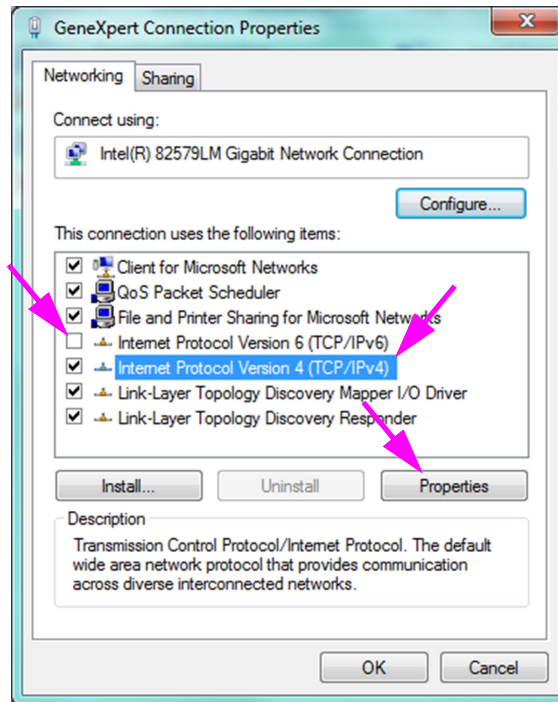 GeneXpert Connection Properties
Networking
Sharing
Connect using:
Intel(R) 82579LM Gigabit Network Connection
Configure...
This connection uses the following items:
Client for Microsoft Networks
QoS Packet Scheduler
File and Printer Sharing for Microsoft Networks
Internet Protocol Version 6 (TCP/IPv6)
Internet Protocol Version 4 (TCP/IPv4)
Link-Layer Topology Discovery Mapper I/O Driver
Link-Layer Topology Discovery Responder
Install...
Uninstall
Properties
Description
Transmission Control Protocol/Internet Protocol. The default
wide area network protocol that provides communication
across diverse interconnected networks.
OK
Cancel